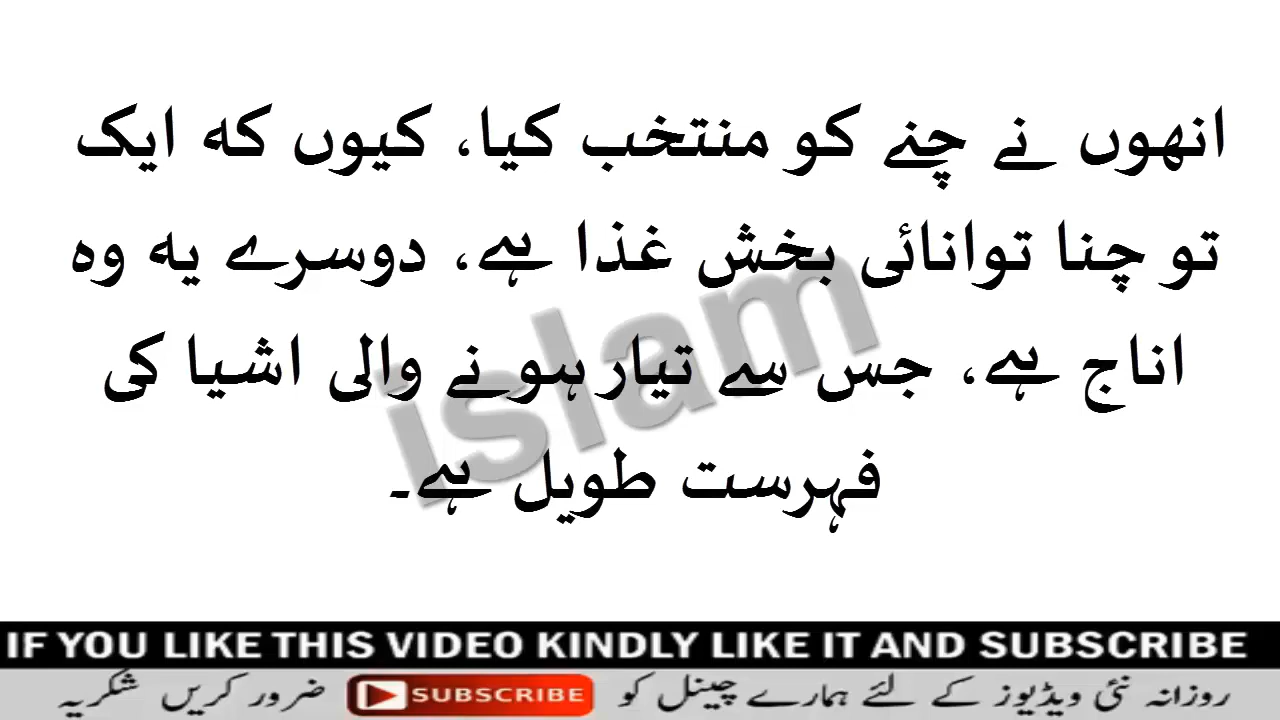 انھوں نے چنے کو منتخب کیا، کیوں کہ ایک
تو چنا توانائی بخش غذا ہے، دوسرے یہ وہ
اناج ہے، جس سے تیار ہونے والی اشیا کی
فہرست طویل ہے۔
islam
IF YOU LIKE THIS VIDEO KINDLY LIKE IT AND SUBSCRIBE
روزانہ نئی ویڈیوز کے لئے ہمارے چینل کو SUBSCRIBE ضرور کریں شکریہ